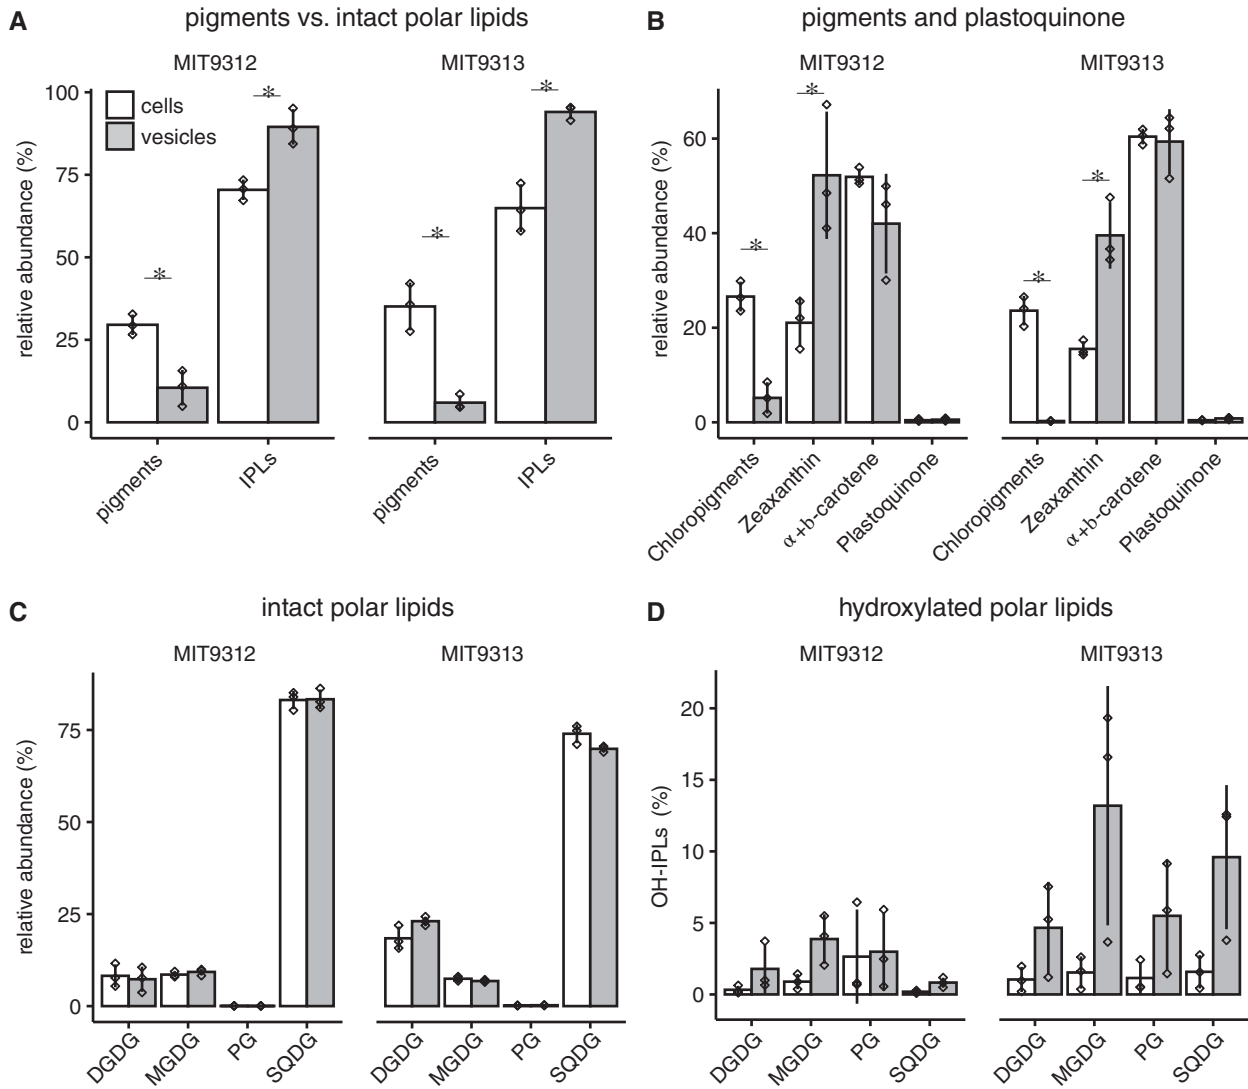 A pigments vs. intact polar lipids
MIT9312 MIT9313
relative abundance (%)
100
75
50
25
0
cells
vesicles
* * * *
pigments IPLs pigments IPLs
B pigments and plastoquinone
MIT9312 MIT9313
relative abundance (%)
60
40
20
0
* * * *
Chloropigments Zeaxanthin α+b-carotene Plastoquinone Chloropigments Zeaxanthin α+b-carotene Plastoquinone
C intact polar lipids
MIT9312 MIT9313
relative abundance (%)
75
50
25
0
DGDG MGDG PG SQDG DGDG MGDG PG SQDG
D hydroxylated polar lipids
MIT9312 MIT9313
OH-IPLs (%)
20
15
10
5
0
DGDG MGDG PG SQDG DGDG MGDG PG SQDG